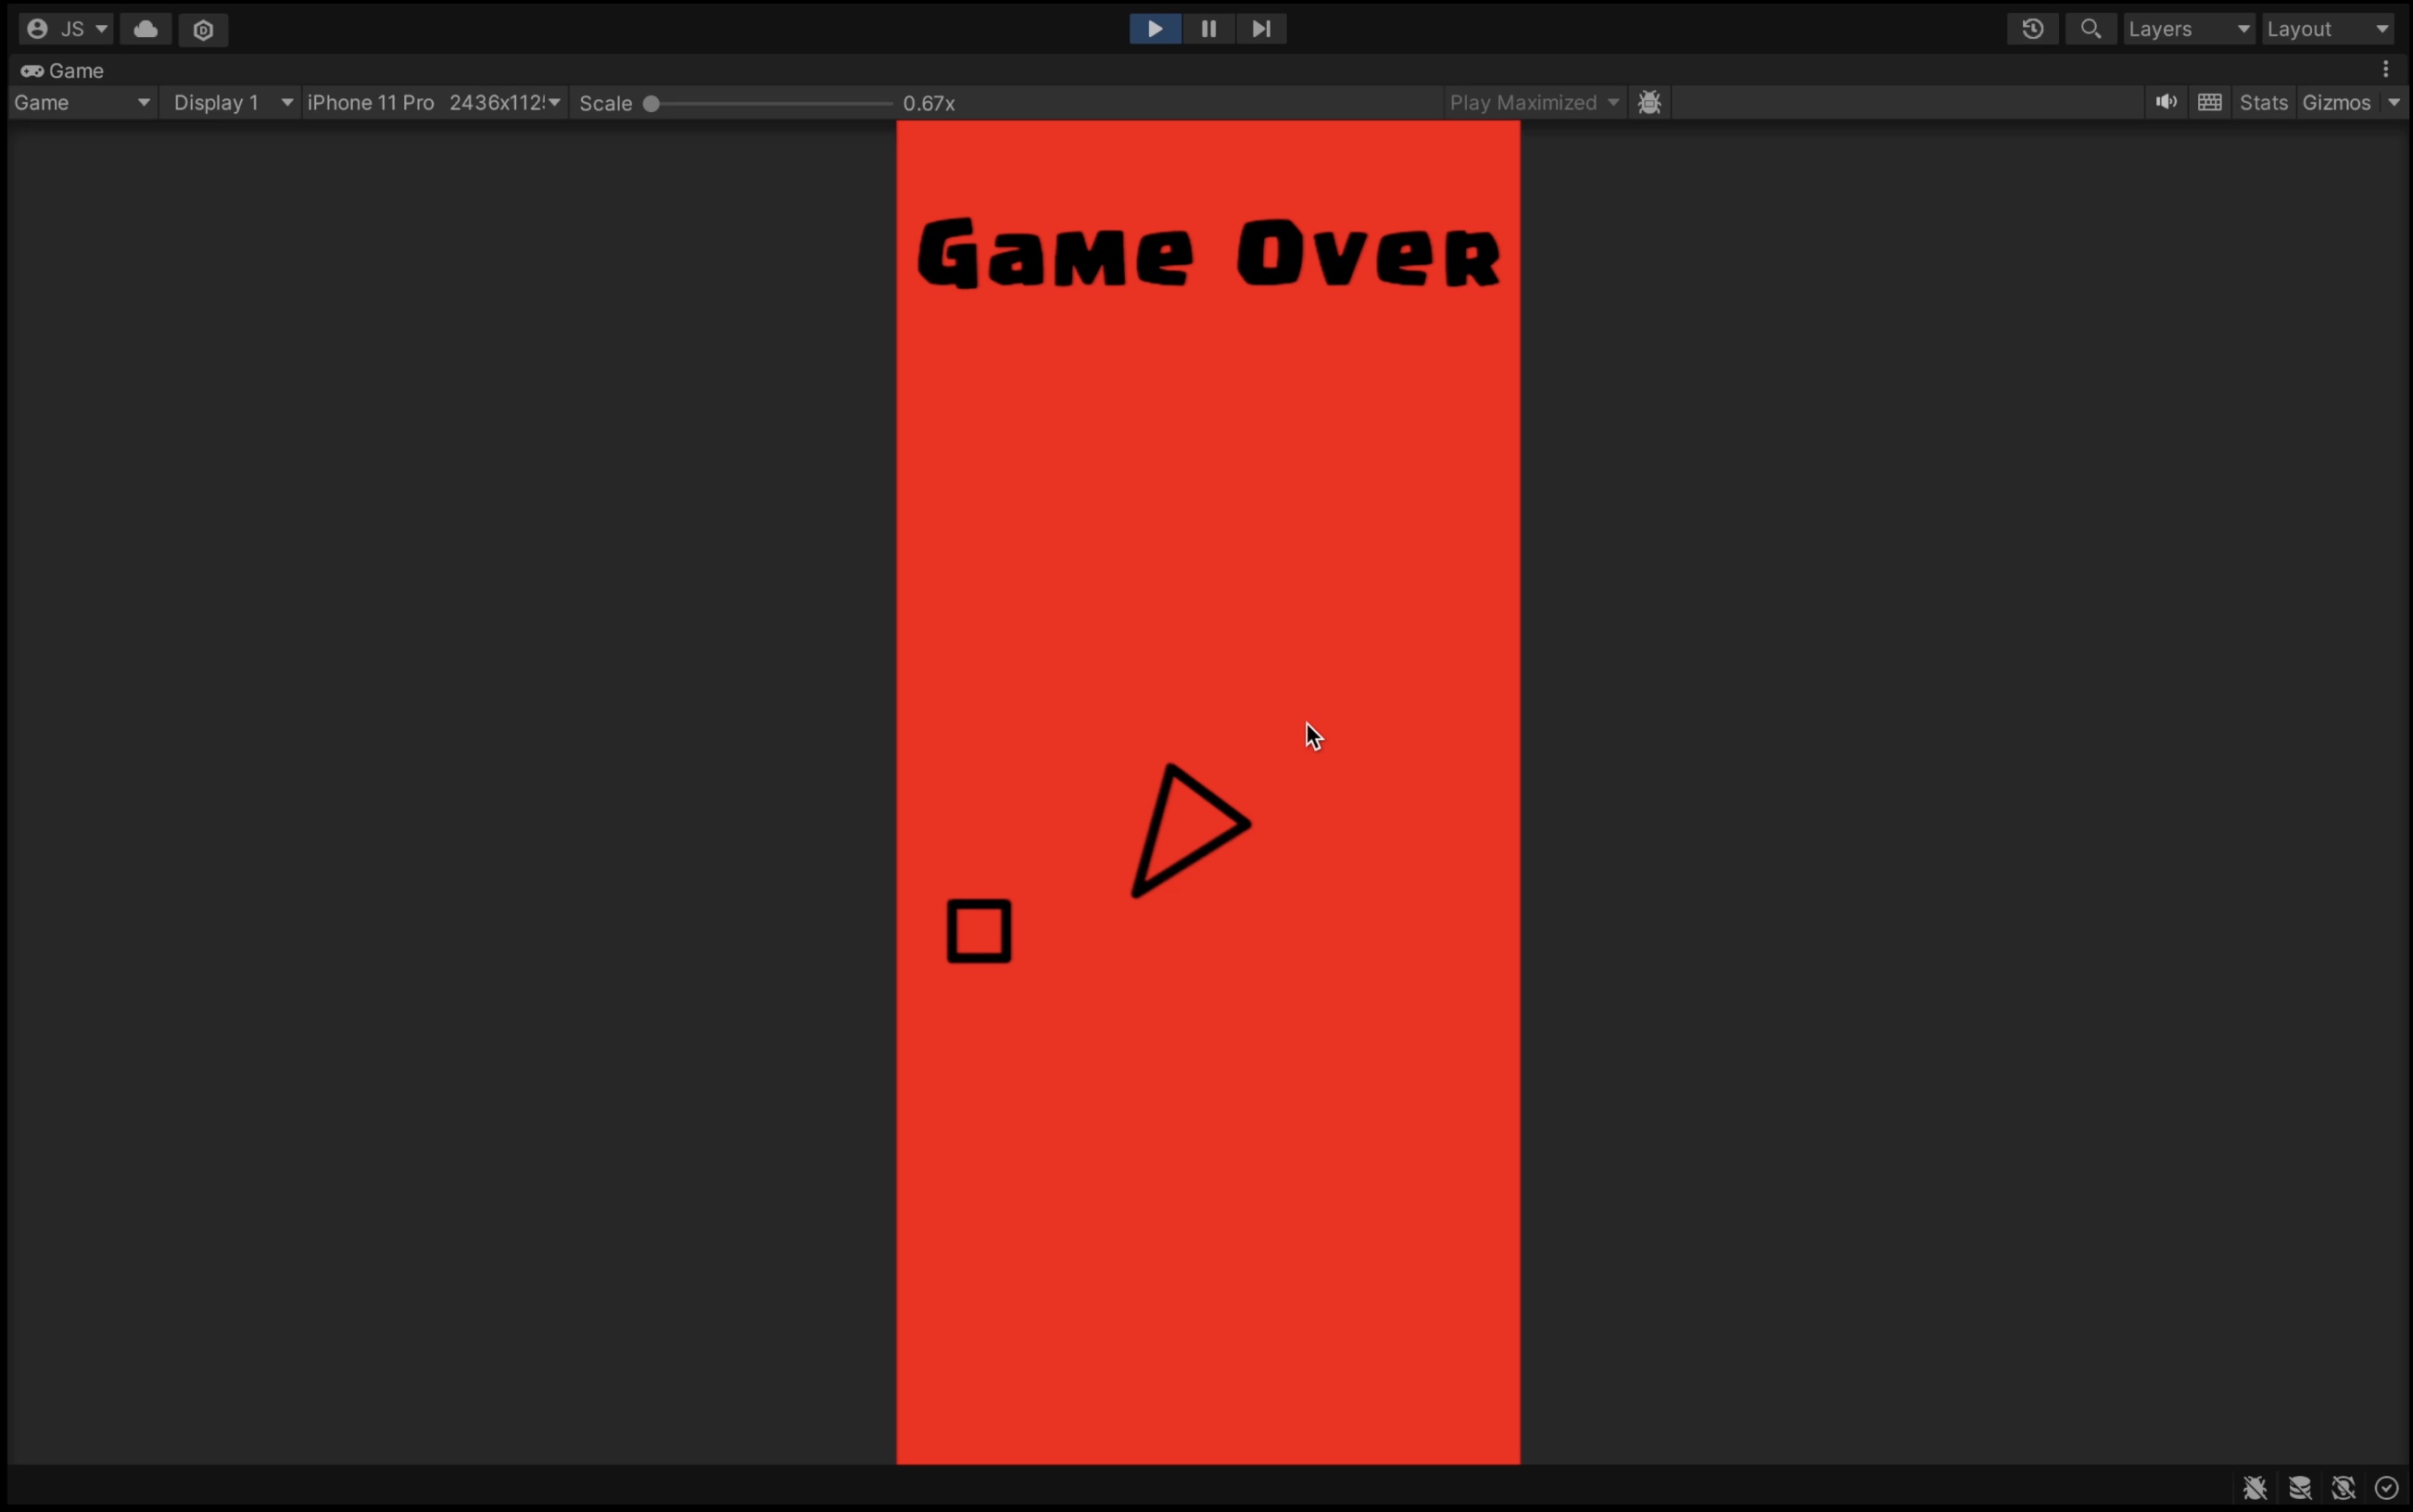 JS
Layers
Layout
Game
Game
Display 1
iPhone 11 Pro 2436x112
Scale
0.67x
Play Maximized
Stats
Gizmos
Game Over